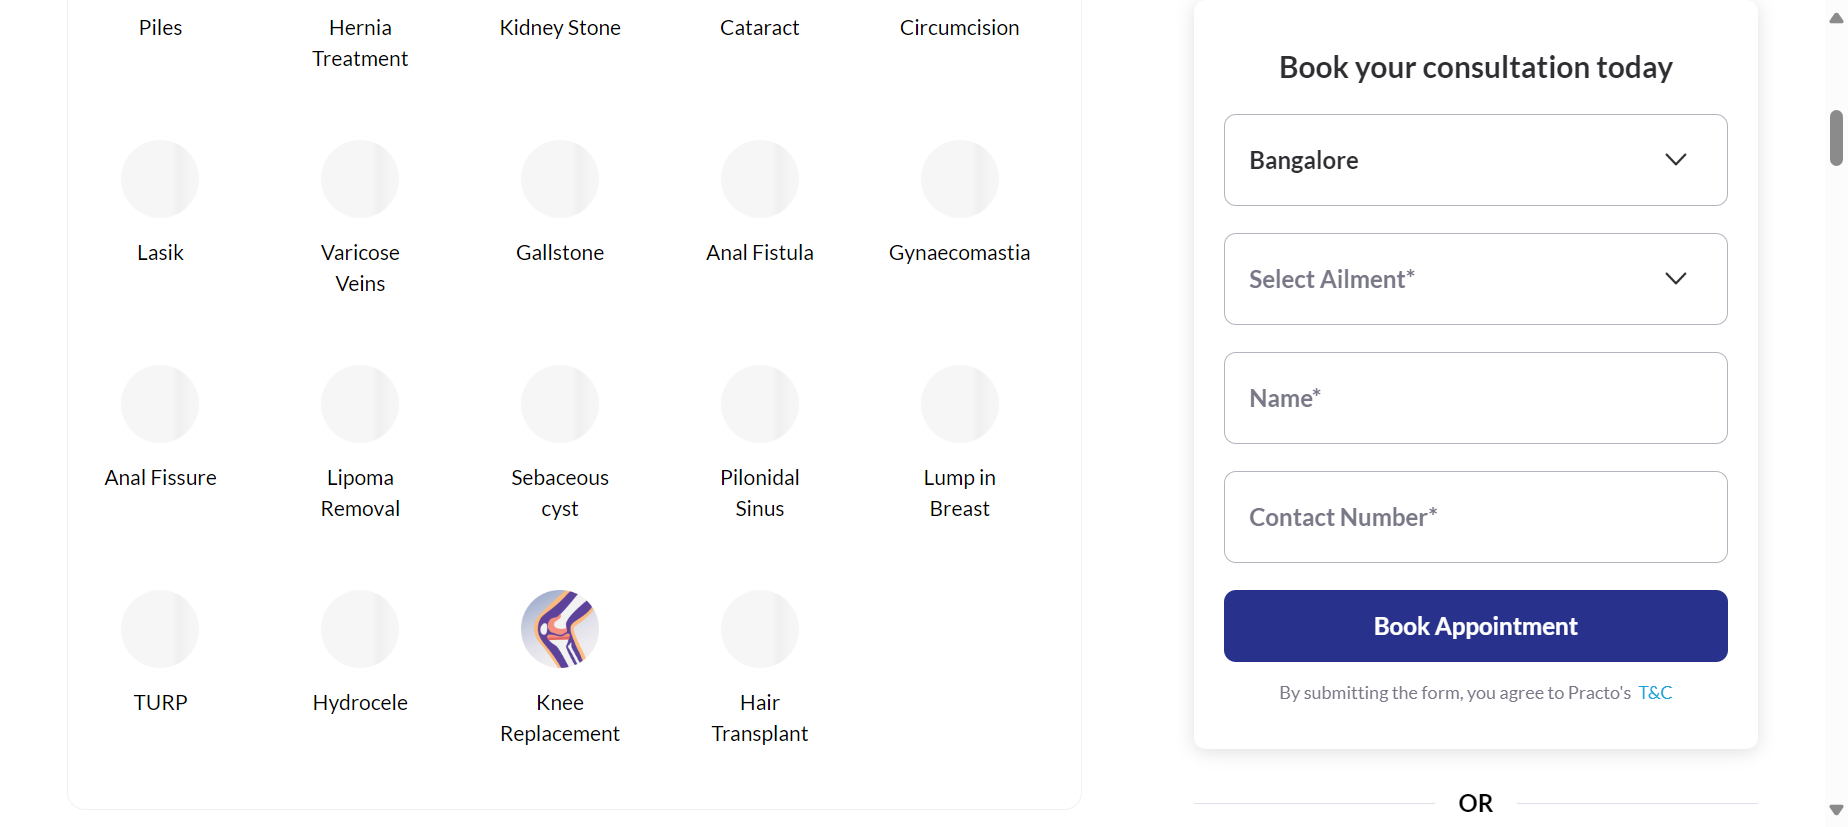 Piles
Hernia
Treatment
Kidney Stone
Cataract
Circumcision
Lasik
Varicose
Veins
Gallstone
Anal Fistula
Gynaecomastia
Anal Fissure
Lipoma
Removal
Sebaceous
cyst
Pilonidal
Sinus
Lump in
Breast
TURP
Hydrocele
Knee
Replacement
Hair
Transplant
Book your consultation today
Bangalore
Select Ailment*
Name*
Contact Number*
Book Appointment
By submitting the form, you agree to Practo's T&C
OR